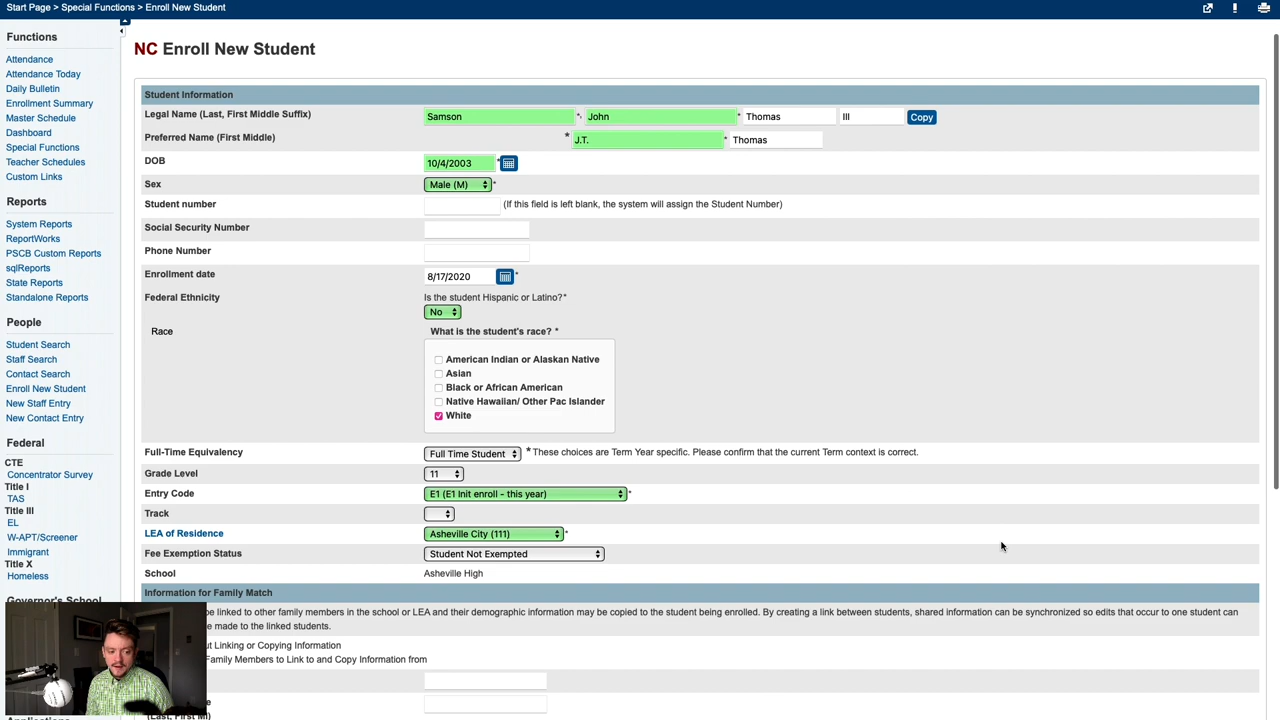 Start Page > Special Functions > Enroll New Student
Functions
Attendance
Attendance Today
Daily Bulletin
Enrollment Summary
Master Schedule
Dashboard
Special Functions
Teacher Schedules
Custom Links
Reports
System Reports
ReportWorks
PSCB Custom Reports
sqlReports
State Reports
Standalone Reports
People
Student Search
Staff Search
Contact Search
Enroll New Student
New Staff Entry
New Contact Entry
Federal
CTE
Concentrator Survey
Title I
TAS
Title III
EL
W-APT/Screener
Immigrant
Title X
Homeless
Governor's School
NC Enroll New Student
Student Information
Legal Name (Last, First Middle Suffix) Samson *, John * Thomas III Copy
Preferred Name (First Middle) * J.T. * Thomas
DOB 10/4/2003 *
Sex Male (M) *
Student number (If this field is left blank, the system will assign the Student Number)
Social Security Number
Phone Number
Enrollment date 8/17/2020 *
Federal Ethnicity Is the student Hispanic or Latino?*
No
Race What is the student's race? *
American Indian or Alaskan Native
Asian
Black or African American
Native Hawaiian/ Other Pac Islander
White
Full-Time Equivalency Full Time Student * These choices are Term Year specific. Please confirm that the current Term context is correct.
Grade Level 11
Entry Code E1 (E1 Init enroll - this year) *
Track
LEA of Residence Asheville City (111) *
Fee Exemption Status Student Not Exempted
School Asheville High
Information for Family Match
be linked to other family members in the school or LEA and their demographic information may be copied to the student being enrolled. By creating a link between students, shared information can be synchronized so edits that occur to one student can
made to the linked students.
Linking or Copying Information
Family Members to Link to and Copy Information from
(Last, First MI)